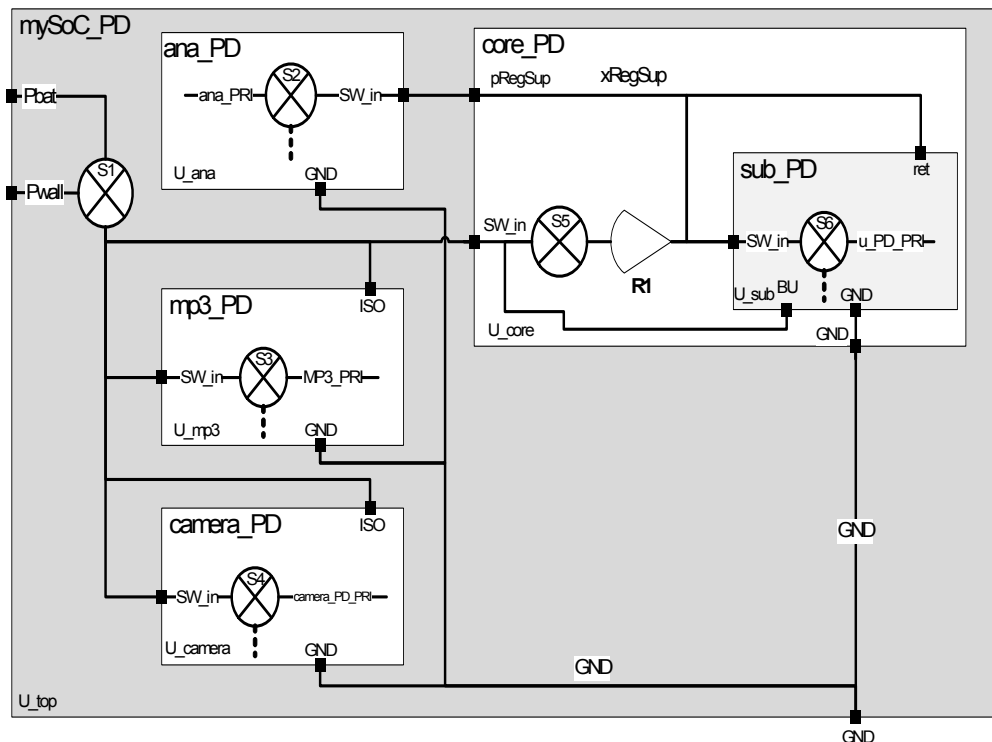 mySoC_PD
ana_PD
core_PD
S2
pRegSup
xRegSup
Pbat
ana_PRI
SW_in
S1
sub_PD
Pwall
U_ana
GND
ret
SW_in
S5
S6
SW_in
u_PD_PRI
R1
ISO
U_sub
BU
GND
mp3_PD
U_core
GND
S3
SW_in
MP3_PRI
U_mp3
GND
camera_PD
ISO
GND
S4
SW_in
camera_PD_PRI
U_camera
GND
GND
U_top
GND